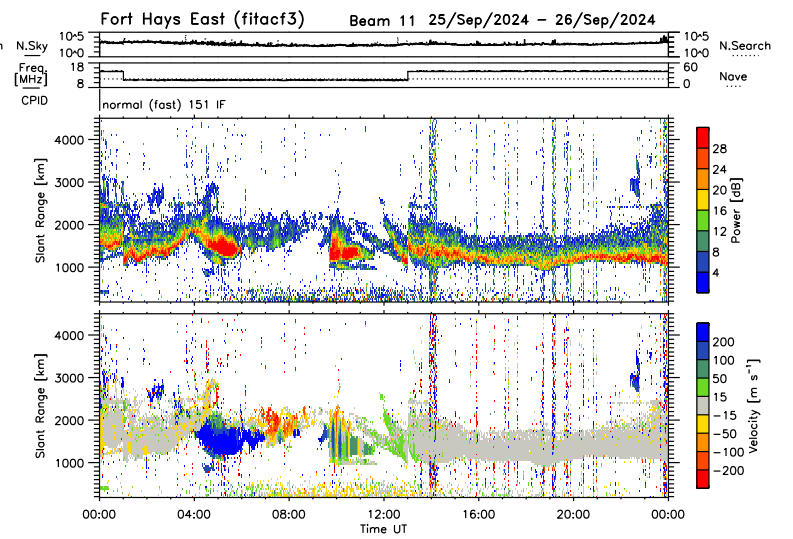 Fort Hays East (fitacf3) Beam 11 25/Sep/2024 - 26/Sep/2024
n N.Sky 10^5 10^0 10^5 10^0 N.Search
Freq. [MHz] 18 8 60 0 Nave
CPID
normal (fast) 151 IF
Slant Range [km]
4000
3000
2000
1000
28
24
20
16
12
8
4
Power [dB]
Slant Range [km]
4000
3000
2000
1000
200
100
50
15
-15
-50
-100
-200
Velocity [m s⁻¹]
00:00 04:00 08:00 12:00 16:00 20:00 00:00
Time UT